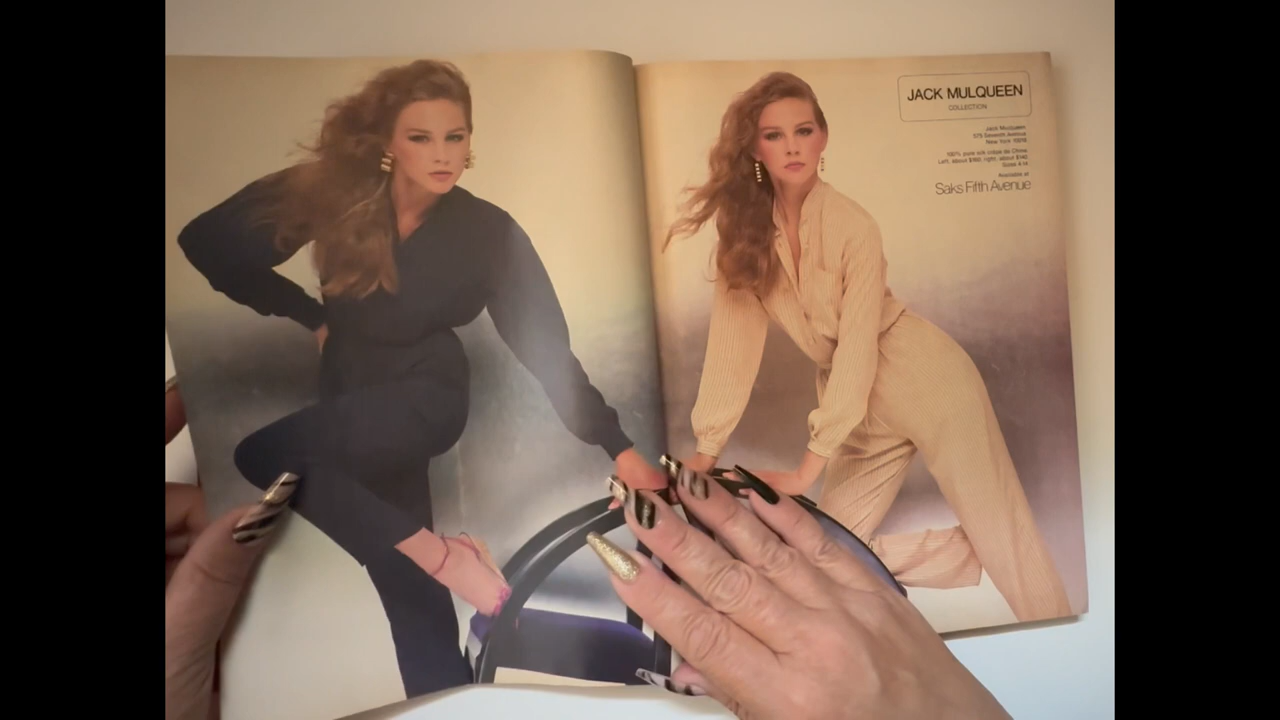 JACK MULQUEEN
COLLECTION
Jack Mulqueen
575 Seventh Avenue
New York 10018
100% pure silk crepe de Chine
Left, about $160; right, about $140
Sizes 4-14
Available at
Saks Fifth Avenue